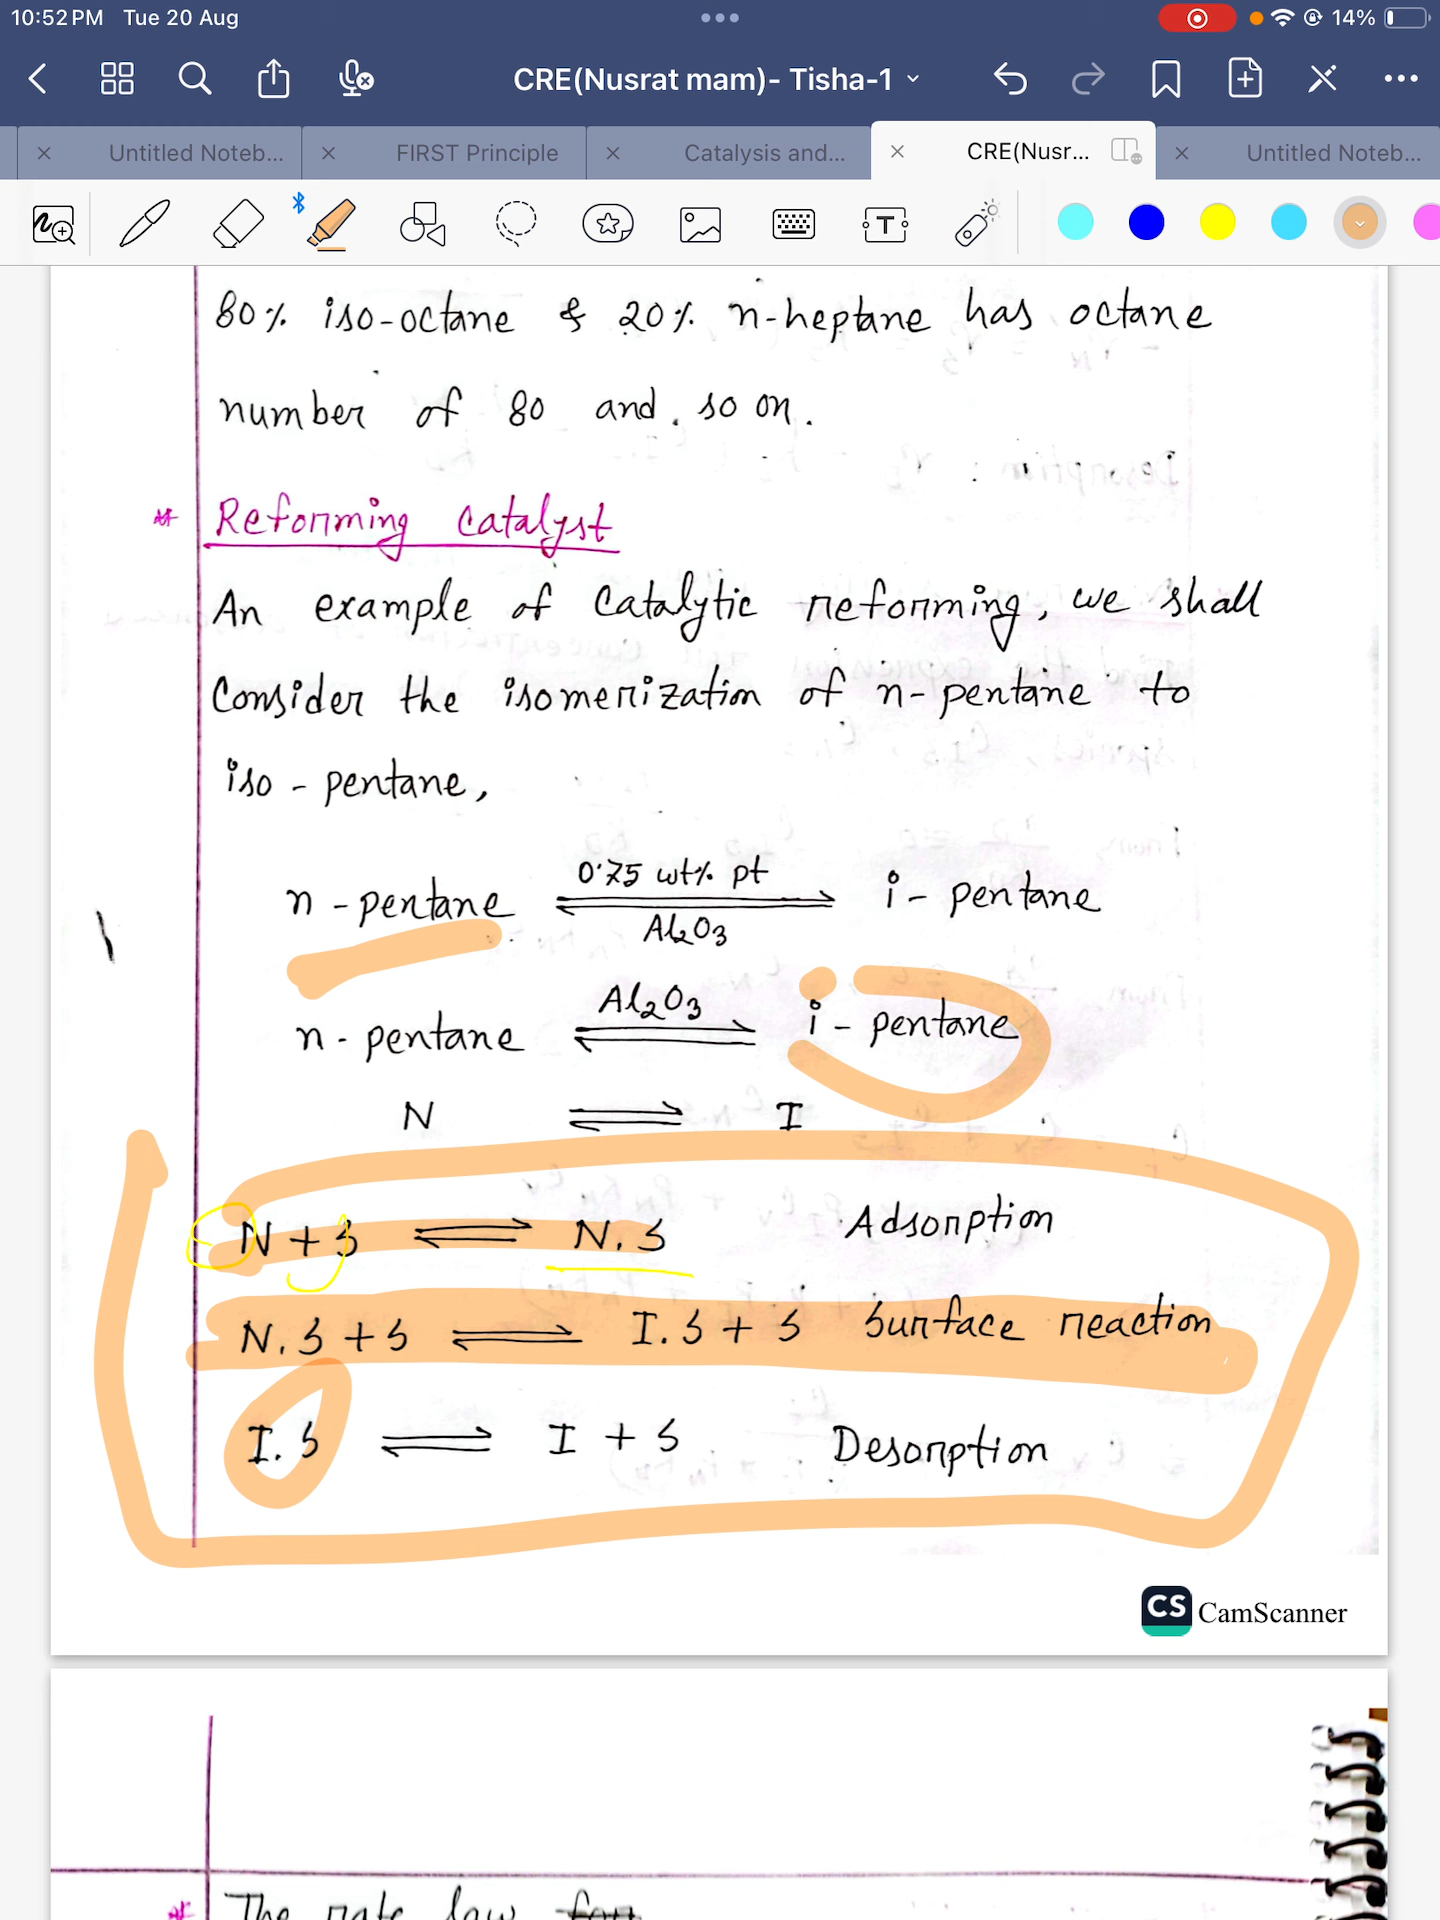 10:52 PM Tue 20 Aug
14%
CRE(Nusrat mam)- Tisha-1
Untitled Noteb...
FIRST Principle
Catalysis and...
CRE(Nusr...
Untitled Noteb...
80% iso-octane & 20% n-heptane has octane
number of 80 and. so on.
Reforming catalyst
An example of Catalytic reforming, we shall
Consider the isomerization of n-pentane to
iso - pentane,
n - pentane ⇌ i - pentane
0.75 wt% pt
Al2O3
n - pentane ⇌ i - pentane
Al2O3
N ⇌ I
N + S ⇌ N.S Adsorption
N.S + S ⇌ I.S + S Surface reaction
I.S ⇌ I + S Desorption
CS CamScanner
The rate law